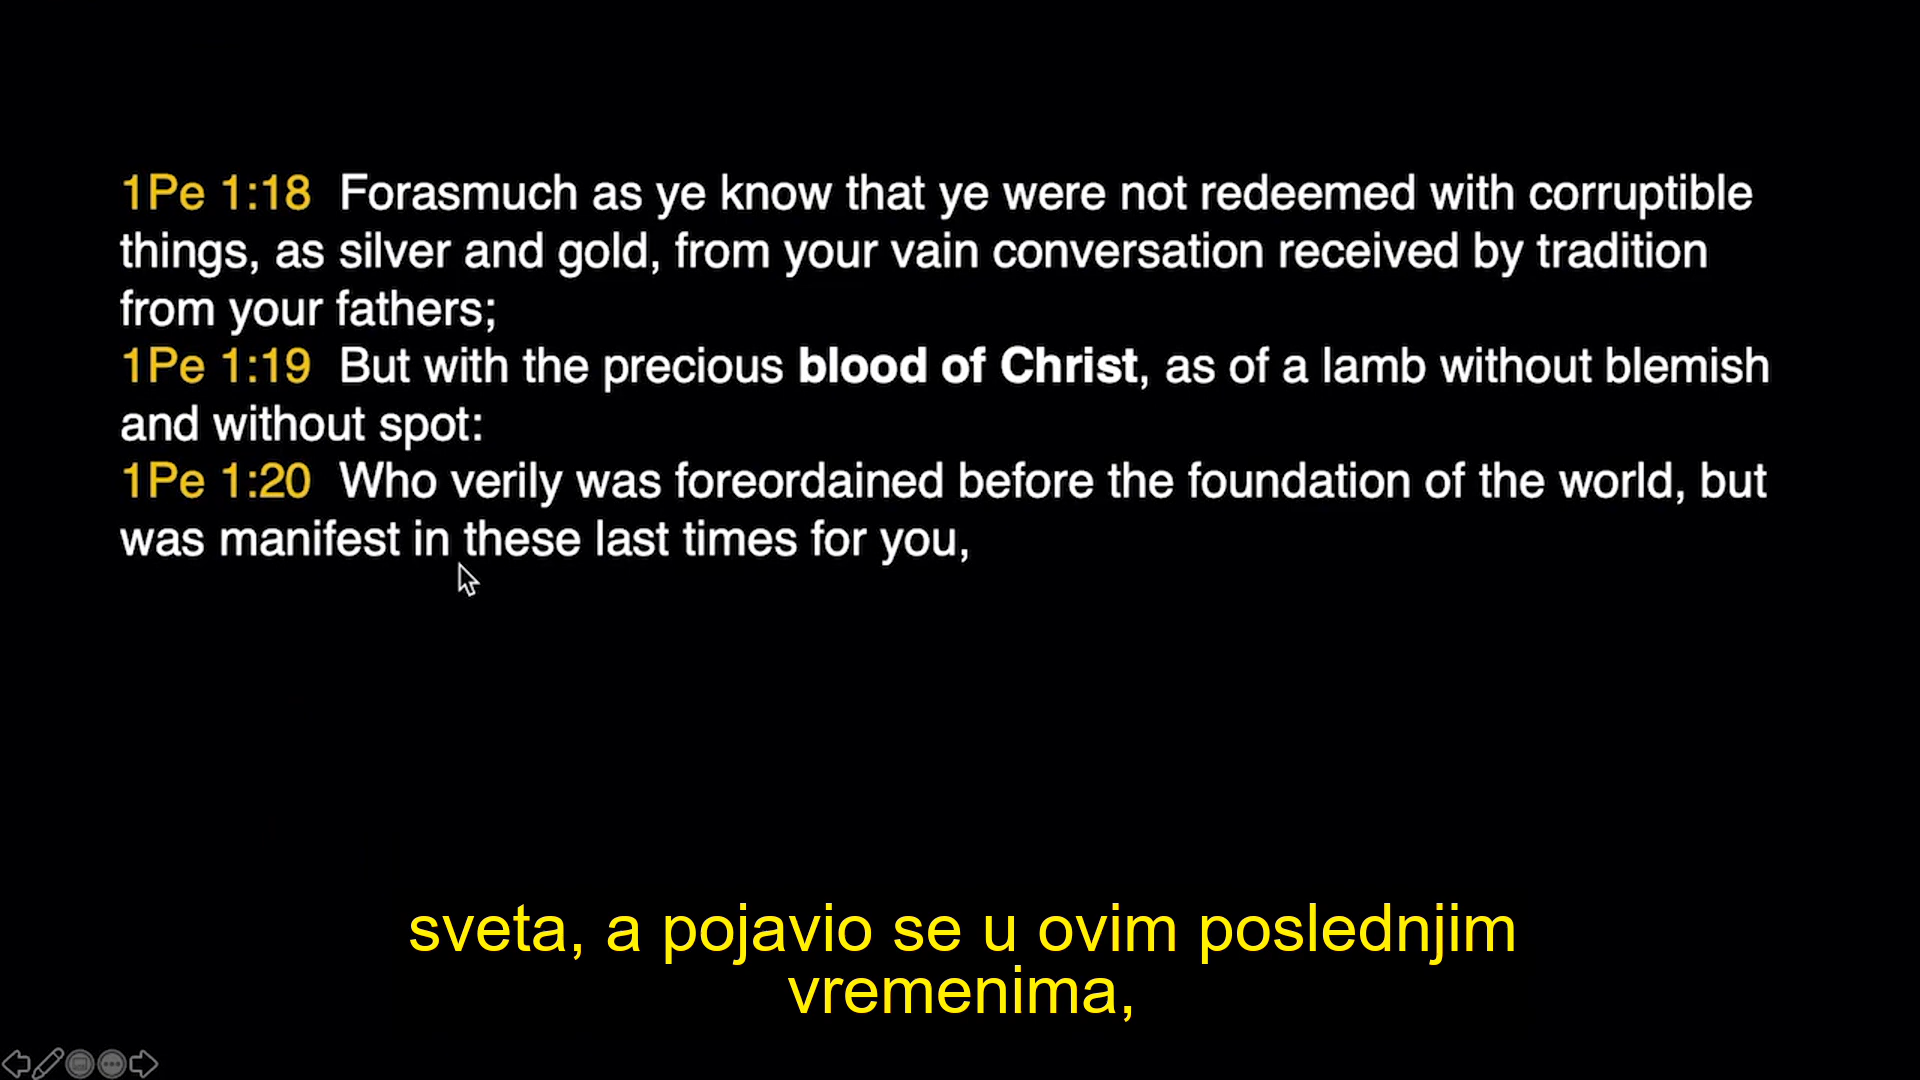 1Pe 1:18 Forasmuch as ye know that ye were not redeemed with corruptible
things, as silver and gold, from your vain conversation received by tradition
from your fathers;
1Pe 1:19 But with the precious blood of Christ, as of a lamb without blemish
and without spot:
1Pe 1:20 Who verily was foreordained before the foundation of the world, but
was manifest in these last times for you,
sveta, a pojavio se u ovim poslednjim
vremenima,